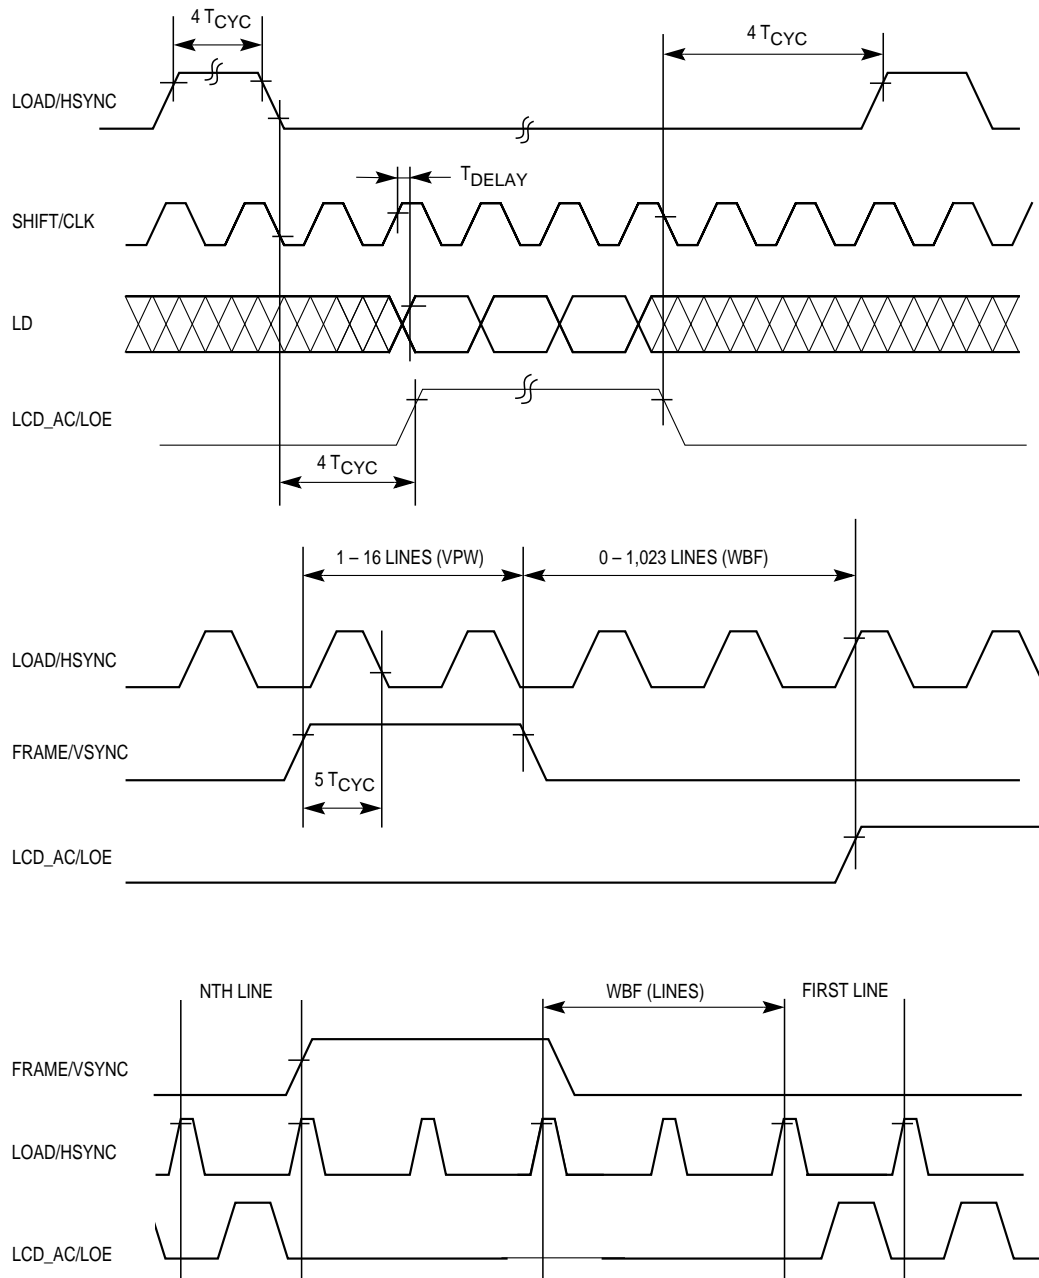 4 TCYC
4 TCYC
LOAD/HSYNC
TDELAY
SHIFT/CLK
LD
LCD_AC/LOE
4 TCYC
1 – 16 LINES (VPW)
0 – 1,023 LINES (WBF)
LOAD/HSYNC
FRAME/VSYNC
5 TCYC
LCD_AC/LOE
NTH LINE
WBF (LINES)
FIRST LINE
FRAME/VSYNC
LOAD/HSYNC
LCD_AC/LOE